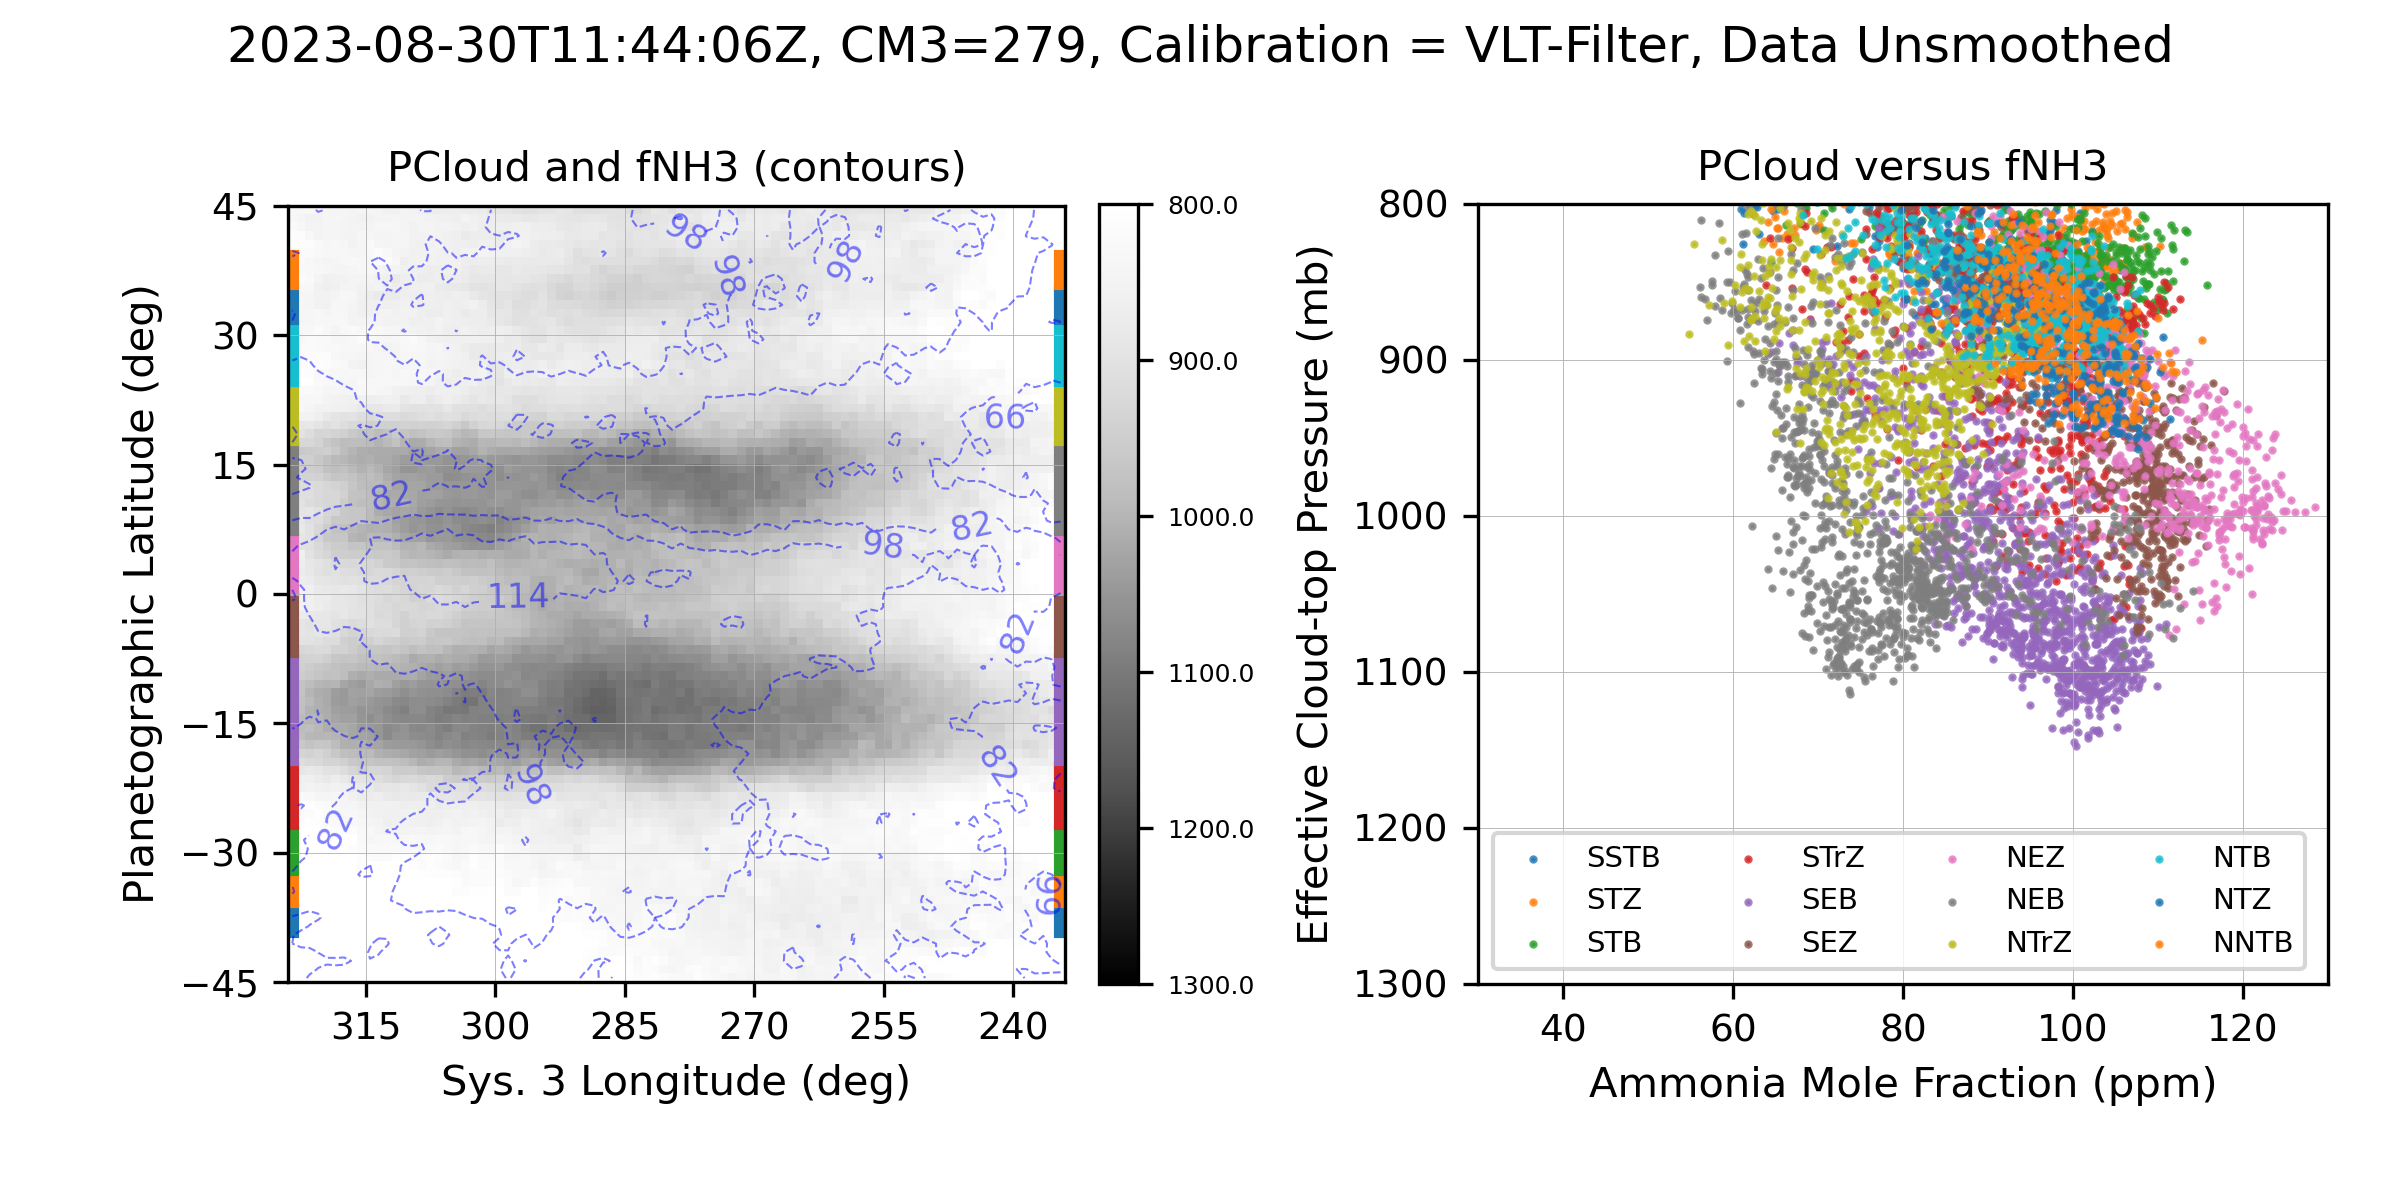 2023-08-30T11:44:06Z, CM3=279, Calibration = VLT-Filter, Data Unsmoothed
PCloud and fNH3 (contours)
Planetographic Latitude (deg)
45
30
15
0
−15
−30
−45
98
98
98
66
82
82
98
114
82
82
98
82
66
315
300
285
270
255
240
Sys. 3 Longitude (deg)
800.0
900.0
1000.0
1100.0
1200.0
1300.0
PCloud versus fNH3
Effective Cloud-top Pressure (mb)
800
900
1000
1100
1200
1300
SSTB
STZ
STB
STrZ
SEB
SEZ
NEZ
NEB
NTrZ
NTB
NTZ
NNTB
40
60
80
100
120
Ammonia Mole Fraction (ppm)